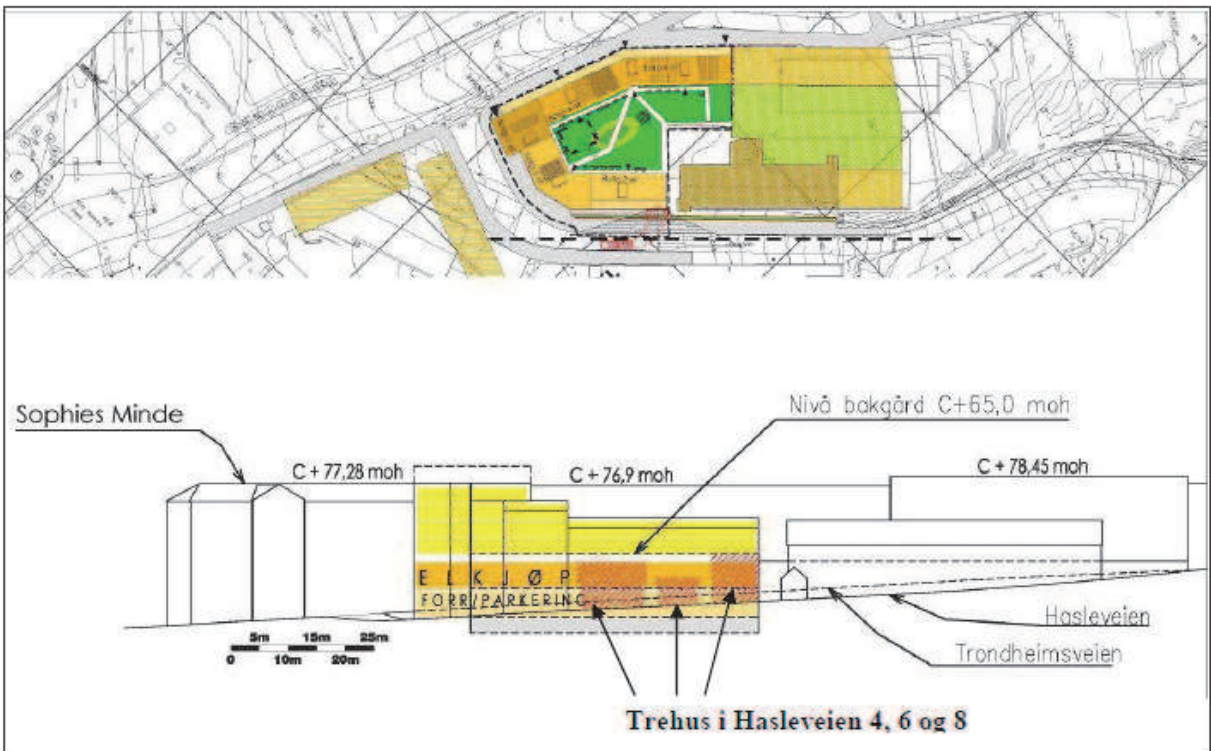 Nivå bakgård C+65,0 moh
Sophies Minde
C + 77,28 moh
C + 76,9 moh
C + 78,45 moh
ELKJØP
FORR/PARKERING
Hasleveien
Trondheimsveien
5m 15m 25m
0 10m 20m
Trehus i Hasleveien 4, 6 og 8